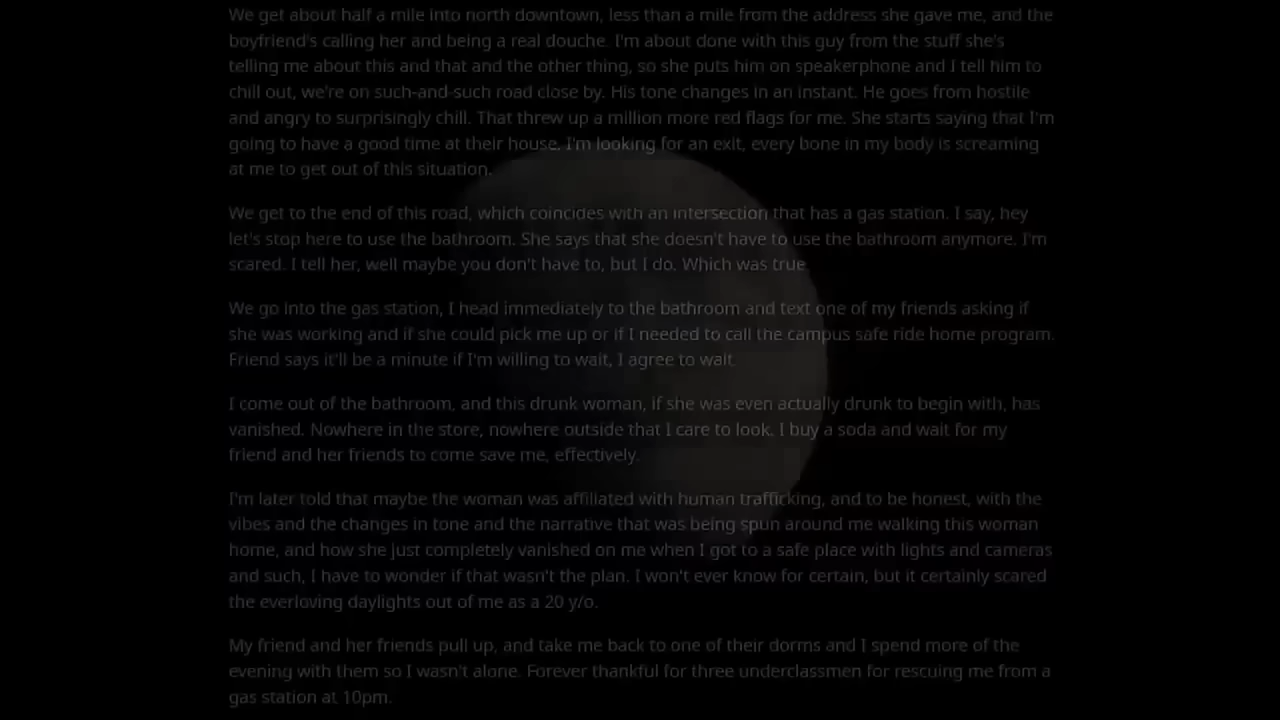 We get about half a mile into north downtown, less than a mile from the address she gave me, and the
boyfriend's calling her and being a real douche. I'm about done with this guy from the stuff she's
telling me about this and that and the other thing, so she puts him on speakerphone and I tell him to
chill out, we're on such-and-such road close by. His tone changes in an instant. He goes from hostile
and angry to surprisingly chill. That threw up a million more red flags for me. She starts saying that I'm
going to have a good time at their house. I'm looking for an exit, every bone in my body is screaming
at me to get out of this situation.
We get to the end of this road, which coincides with an intersection that has a gas station. I say, hey
let's stop here to use the bathroom. She says that she doesn't have to use the bathroom anymore. I'm
scared. I tell her, well maybe you don't have to, but I do. Which was true
We go into the gas station, I head immediately to the bathroom and text one of my friends asking if
she was working and if she could pick me up or if I needed to call the campus safe ride home program.
Friend says it'll be a minute if I'm willing to wait, I agree to wait.
I come out of the bathroom, and this drunk woman, if she was even actually drunk to begin with, has
vanished. Nowhere in the store, nowhere outside that I care to look. I buy a soda and wait for my
friend and her friends to come save me, effectively.
I'm later told that maybe the woman was affiliated with human trafficking, and to be honest, with the
vibes and the changes in tone and the narrative that was being spun around me walking this woman
home, and how she just completely vanished on me when I got to a safe place with lights and cameras
and such, I have to wonder if that wasn't the plan. I won't ever know for certain, but it certainly scared
the everloving daylights out of me as a 20 y/o.
My friend and her friends pull up, and take me back to one of their dorms and I spend more of the
evening with them so I wasn't alone. Forever thankful for three underclassmen for rescuing me from a
gas station at 10pm.